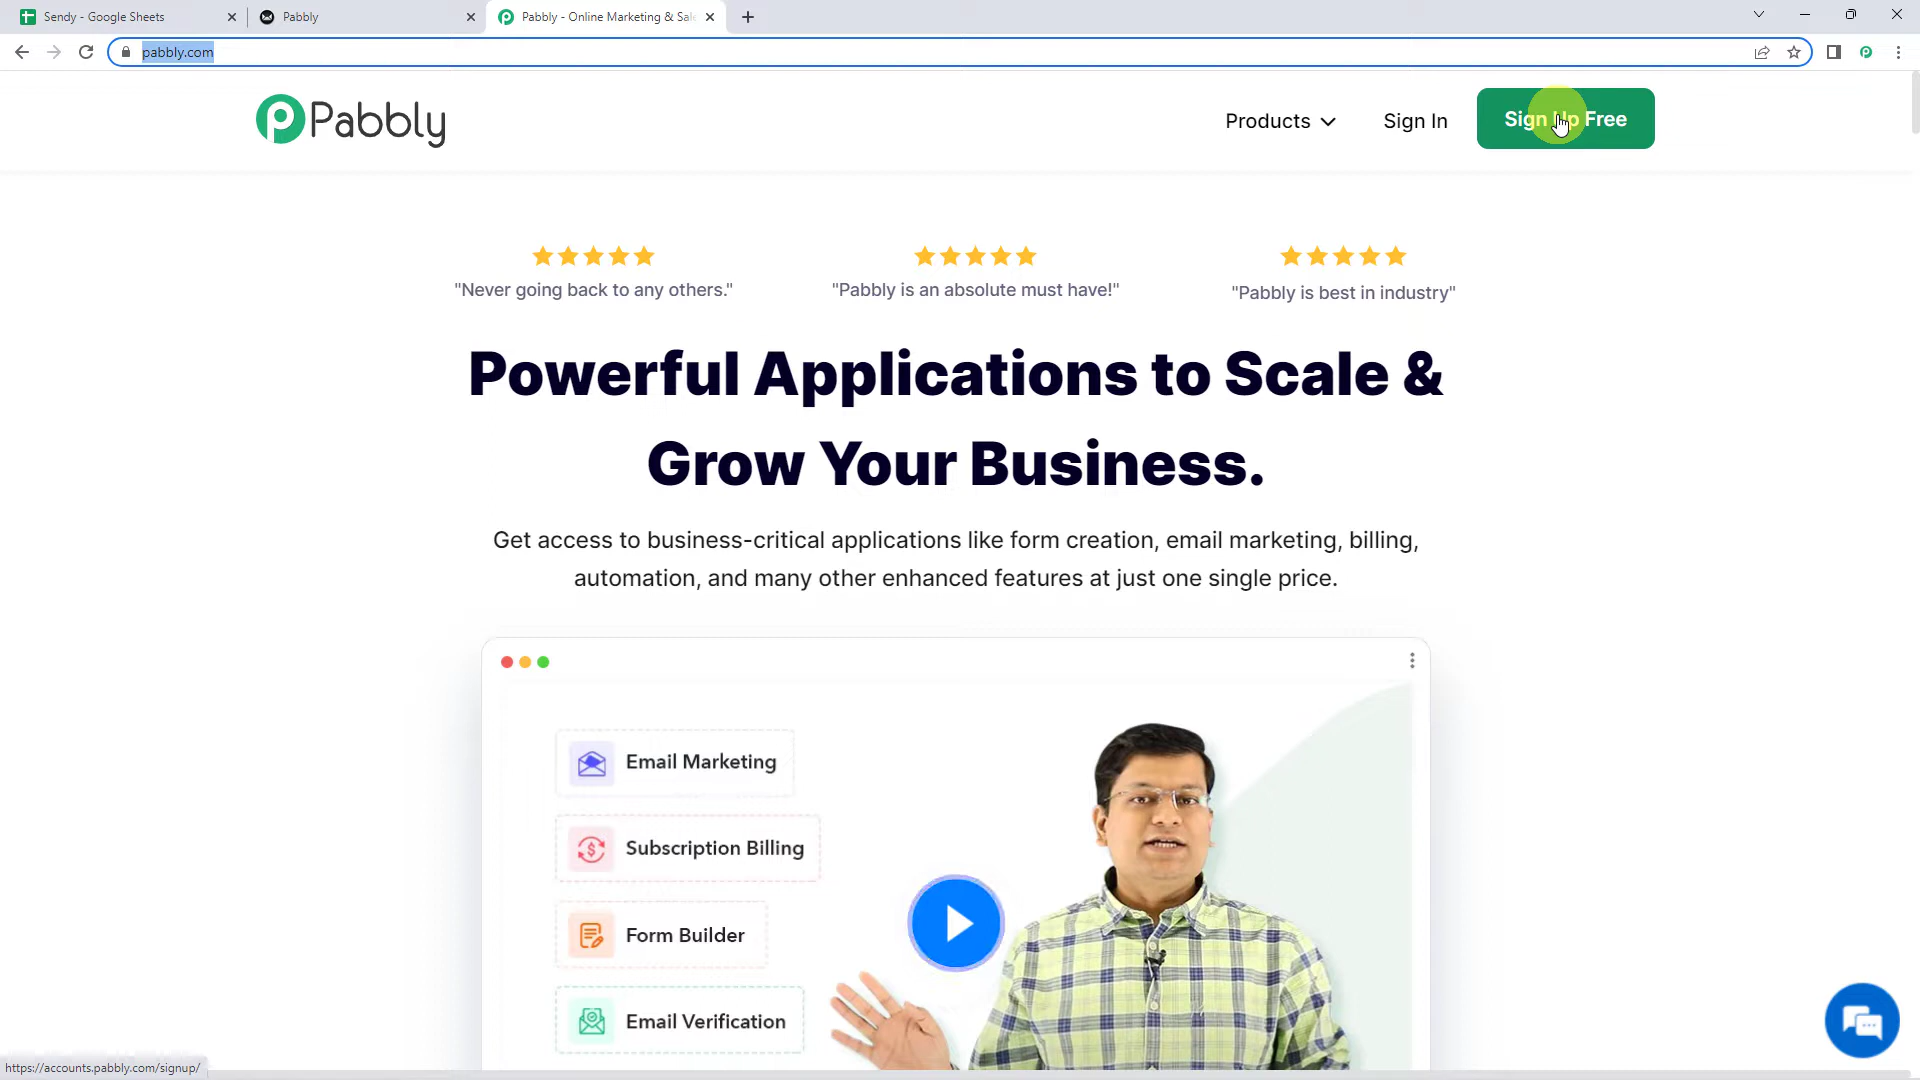 Sendy - Google Sheets
Pabbly
Pabbly - Online Marketing & Sal
pabbly.com
Pabbly
Products
Sign In
Sign Up Free
"Never going back to any others."
"Pabbly is an absolute must have!"
"Pabbly is best in industry"
Powerful Applications to Scale &
Grow Your Business.
Get access to business-critical applications like form creation, email marketing, billing,
automation, and many other enhanced features at just one single price.
Email Marketing
Subscription Billing
Form Builder
Email Verification
https://accounts.pabbly.com/signup/